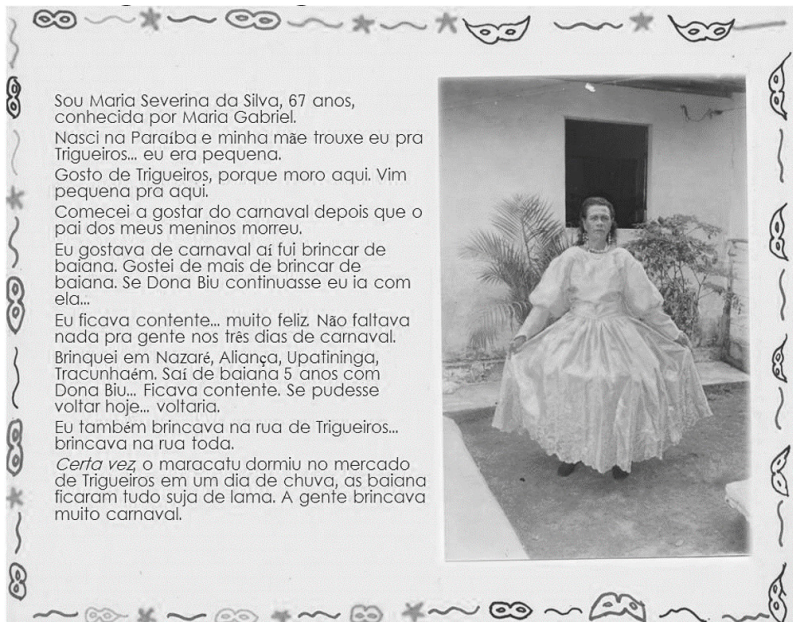 Sou Maria Severina da Silva, 67 anos,
conhecida por Maria Gabriel.
Nasci na Paraíba e minha mãe trouxe eu pra
Trigueiros... eu era pequena.
Gosto de Trigueiros, porque moro aqui. Vim
pequena pra aqui.
Comecei a gostar do carnaval depois que o
pai dos meus meninos morreu.
Eu gostava de carnaval aí fui brincar de
baiana. Gostei de mais de brincar de
baiana. Se Dona Biu continuasse eu ia com
ela...
Eu ficava contente... muito feliz. Não faltava
nada pra gente nos três dias de carnaval.
Brinquei em Nazaré, Aliança, Upatininga,
Tracunhaém. Saí de baiana 5 anos com
Dona Biu... Ficava contente. Se pudesse
voltar hoje... voltaria.
Eu também brincava na rua de Trigueiros...
brincava na rua toda.
Certa vez, o maracatu dormiu no mercado
de Trigueiros em um dia de chuva, as baiana
ficaram tudo suja de lama. A gente brincava
muito carnaval.